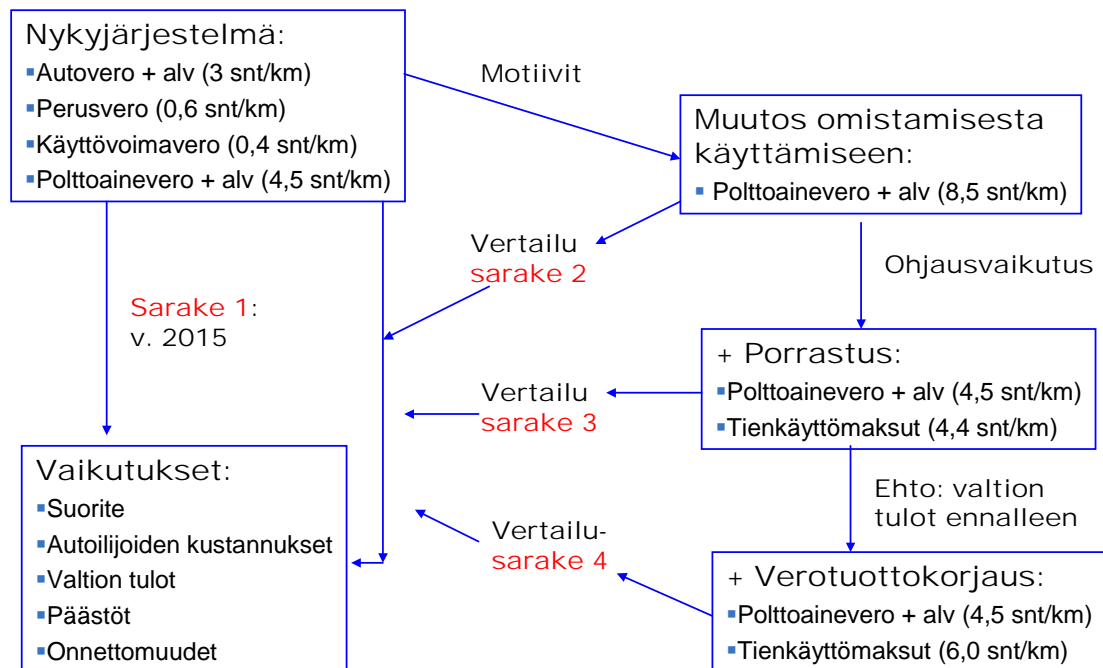 Nykyjärjestelmä:
▪Autovero + alv (3 snt/km)
▪Perusvero (0,6 snt/km)
▪Käyttövoimavero (0,4 snt/km)
▪Polttoainevero + alv (4,5 snt/km)
Motiivit
Muutos omistamisesta
käyttämiseen:
▪ Polttoainevero + alv (8,5 snt/km)
Vertailu
sarake 2
Ohjausvaikutus
Sarake 1:
v. 2015
+ Porrastus:
▪Polttoainevero + alv (4,5 snt/km)
▪Tienkäyttömaksut (4,4 snt/km)
Vertailu
sarake 3
Vaikutukset:
▪Suorite
▪Autoilijoiden kustannukset
▪Valtion tulot
▪Päästöt
▪Onnettomuudet
Ehto: valtion
tulot ennalleen
Vertailu-
sarake 4
+ Verotuottokorjaus:
▪Polttoainevero + alv (4,5 snt/km)
▪Tienkäyttömaksut (6,0 snt/km)